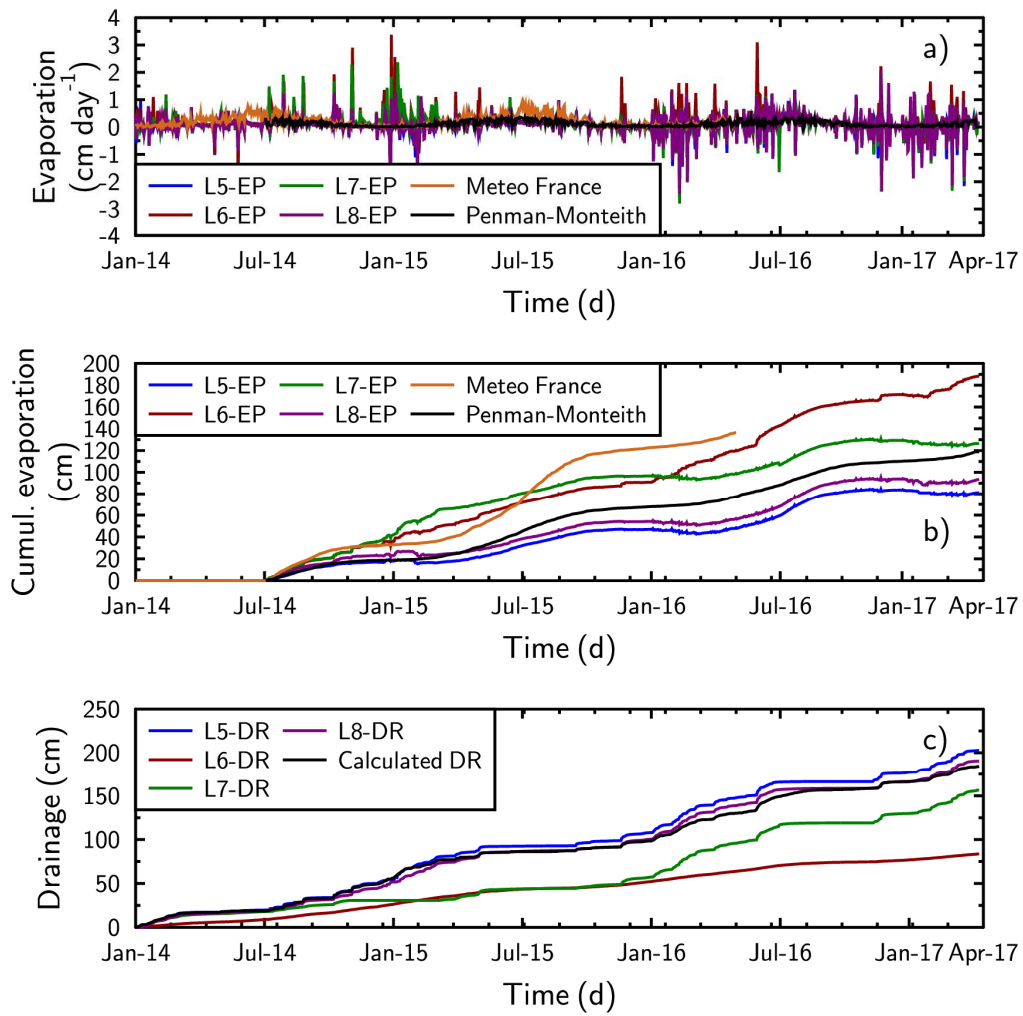 4
3
2
1
0
-1
-2
-3
-4
Evaporation
(cm day⁻¹)
a)
L5-EP L7-EP Meteo France
L6-EP L8-EP Penman-Monteith
Jan-14 Jul-14 Jan-15 Jul-15 Jan-16 Jul-16 Jan-17 Apr-17
Time (d)
200
180
160
140
120
100
80
60
40
20
0
Cumul. evaporation
(cm)
L5-EP L7-EP Meteo France
L6-EP L8-EP Penman-Monteith
b)
Jan-14 Jul-14 Jan-15 Jul-15 Jan-16 Jul-16 Jan-17 Apr-17
Time (d)
250
200
150
100
50
0
Drainage (cm)
L5-DR L8-DR
L6-DR Calculated DR
L7-DR
c)
Jan-14 Jul-14 Jan-15 Jul-15 Jan-16 Jul-16 Jan-17 Apr-17
Time (d)